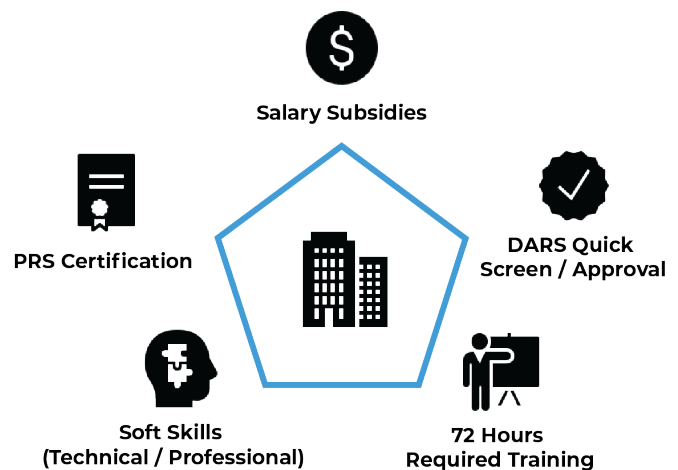 $
Salary Subsidies
PRS Certification
DARS Quick
Screen / Approval
Soft Skills
(Technical / Professional)
72 Hours
Required Training